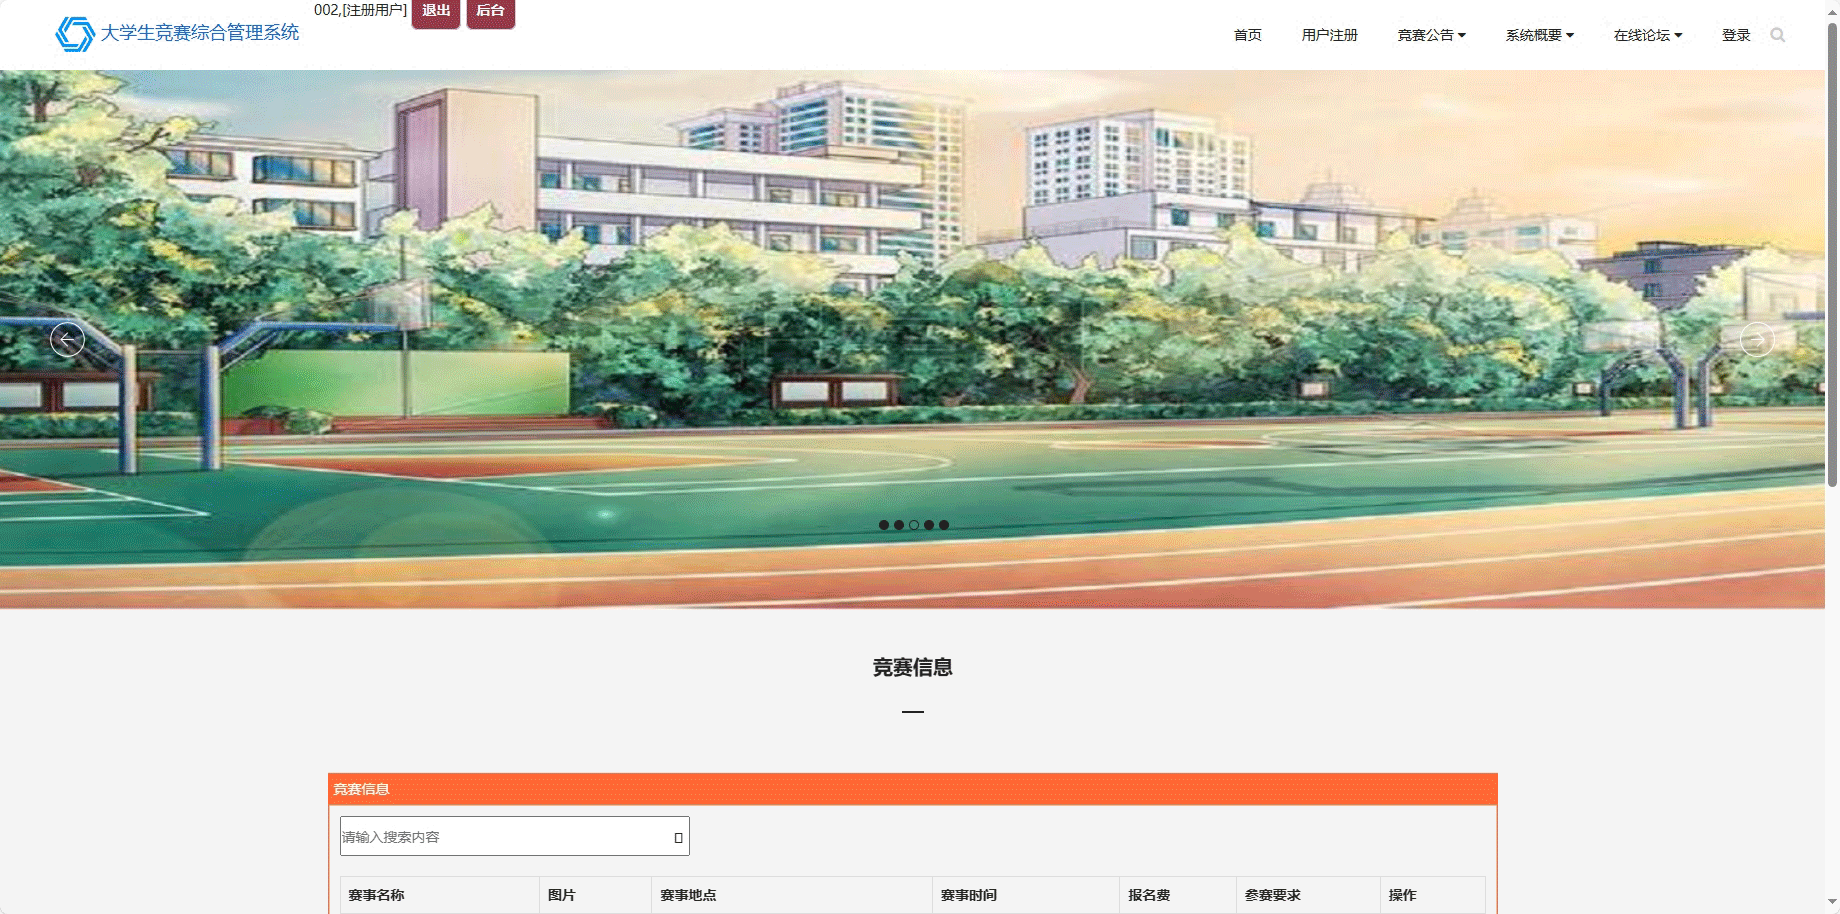 大学生竞赛综合管理系统
002,[注册用户] 退出 后台
首页 用户注册 竞赛公告 系统概要 在线论坛 登录
竞赛信息
竞赛信息
请输入搜索内容
赛事名称 图片 赛事地点 赛事时间 报名费 参赛要求 操作